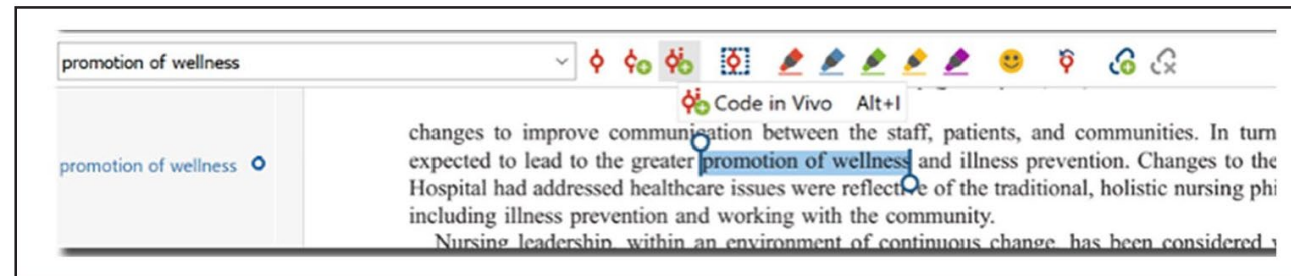 promotion of wellness
Code in Vivo Alt+I
changes to improve communication between the staff, patients, and communities. In turn
promotion of wellness
expected to lead to the greater promotion of wellness and illness prevention. Changes to the
Hospital had addressed healthcare issues were reflective of the traditional, holistic nursing phi
including illness prevention and working with the community.
Nursing leadership, within an environment of continuous change, has been considered